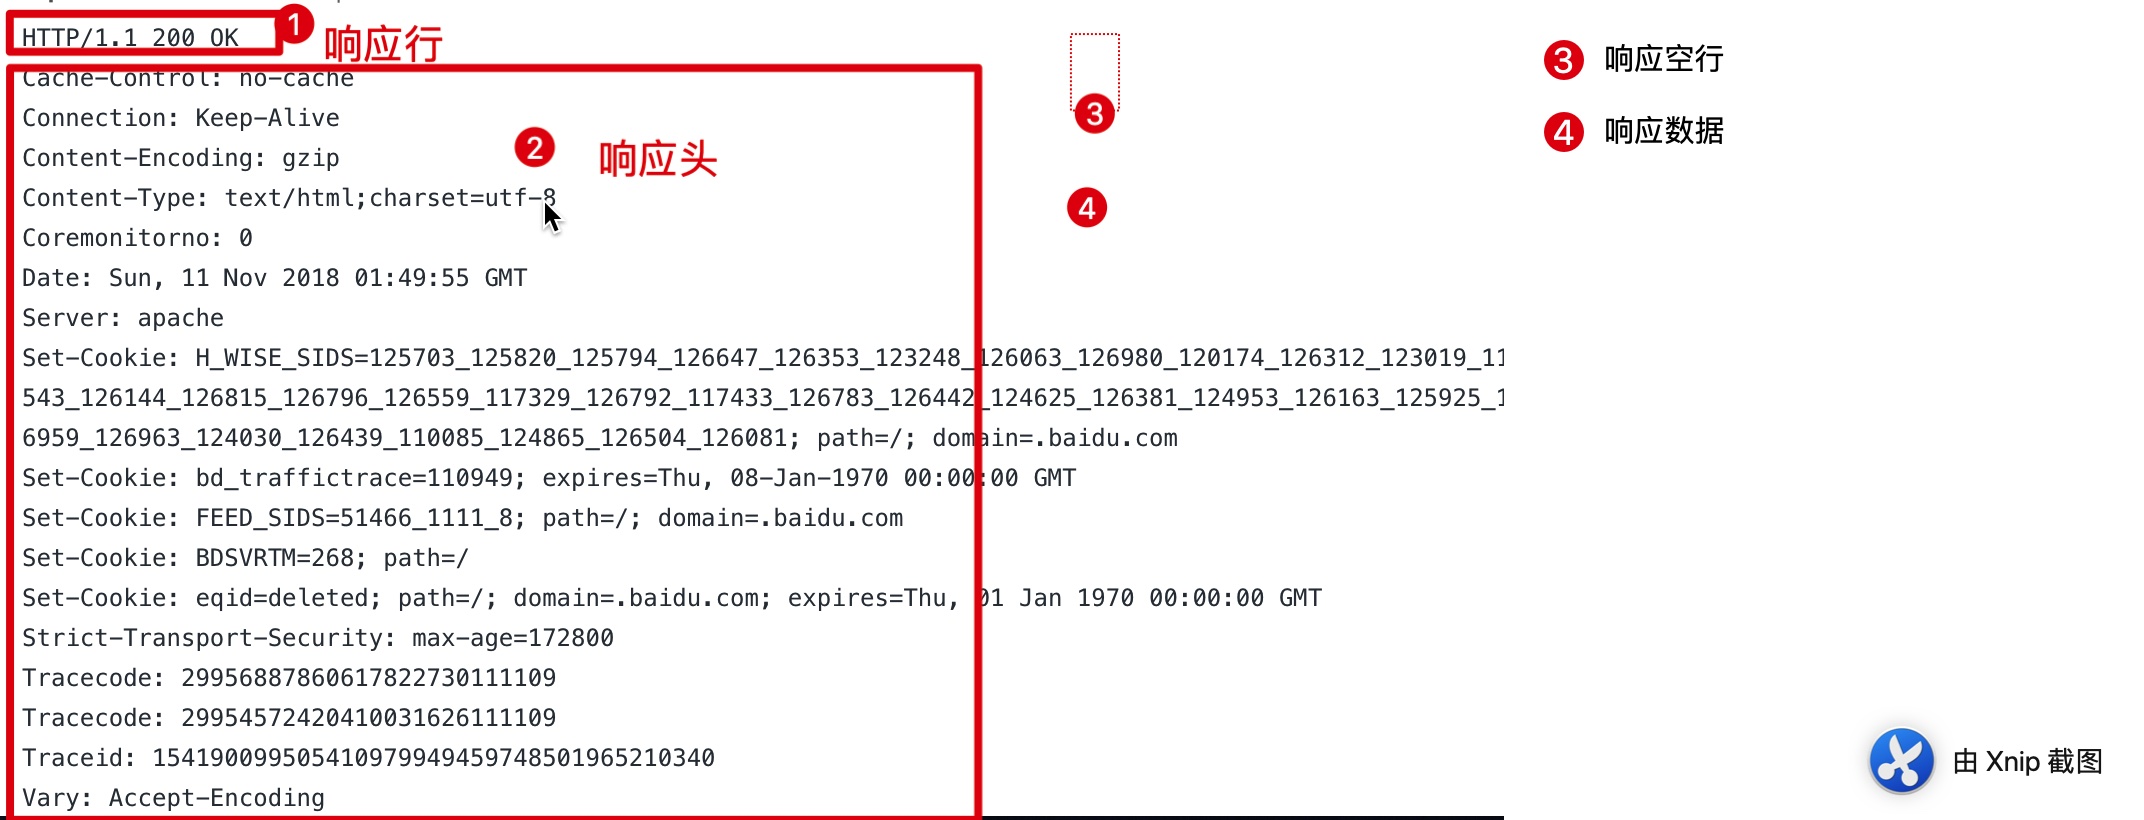 HTTP/1.1 200 OK
1 响应行
Cache-Control: no-cache
Connection: Keep-Alive
Content-Encoding: gzip
2 响应头
Content-Type: text/html;charset=utf-8
Coremonitorno: 0
Date: Sun, 11 Nov 2018 01:49:55 GMT
Server: apache
Set-Cookie: H_WISE_SIDS=125703_125820_125794_126647_126353_123248_126063_126980_120174_126312_123019_11
543_126144_126815_126796_126559_117329_126792_117433_126783_126442_124625_126381_124953_126163_125925_1
6959_126963_124030_126439_110085_124865_126504_126081; path=/; domain=.baidu.com
Set-Cookie: bd_traffictrace=110949; expires=Thu, 08-Jan-1970 00:00:00 GMT
Set-Cookie: FEED_SIDS=51466_1111_8; path=/; domain=.baidu.com
Set-Cookie: BDSVRTM=268; path=/
Set-Cookie: eqid=deleted; path=/; domain=.baidu.com; expires=Thu, 01 Jan 1970 00:00:00 GMT
Strict-Transport-Security: max-age=172800
Tracecode: 29956887860617822730111109
Tracecode: 29954572420410031626111109
Traceid: 154190099505410979949459748501965210340
Vary: Accept-Encoding
3
4
3 响应空行
4 响应数据
由 Xnip 截图